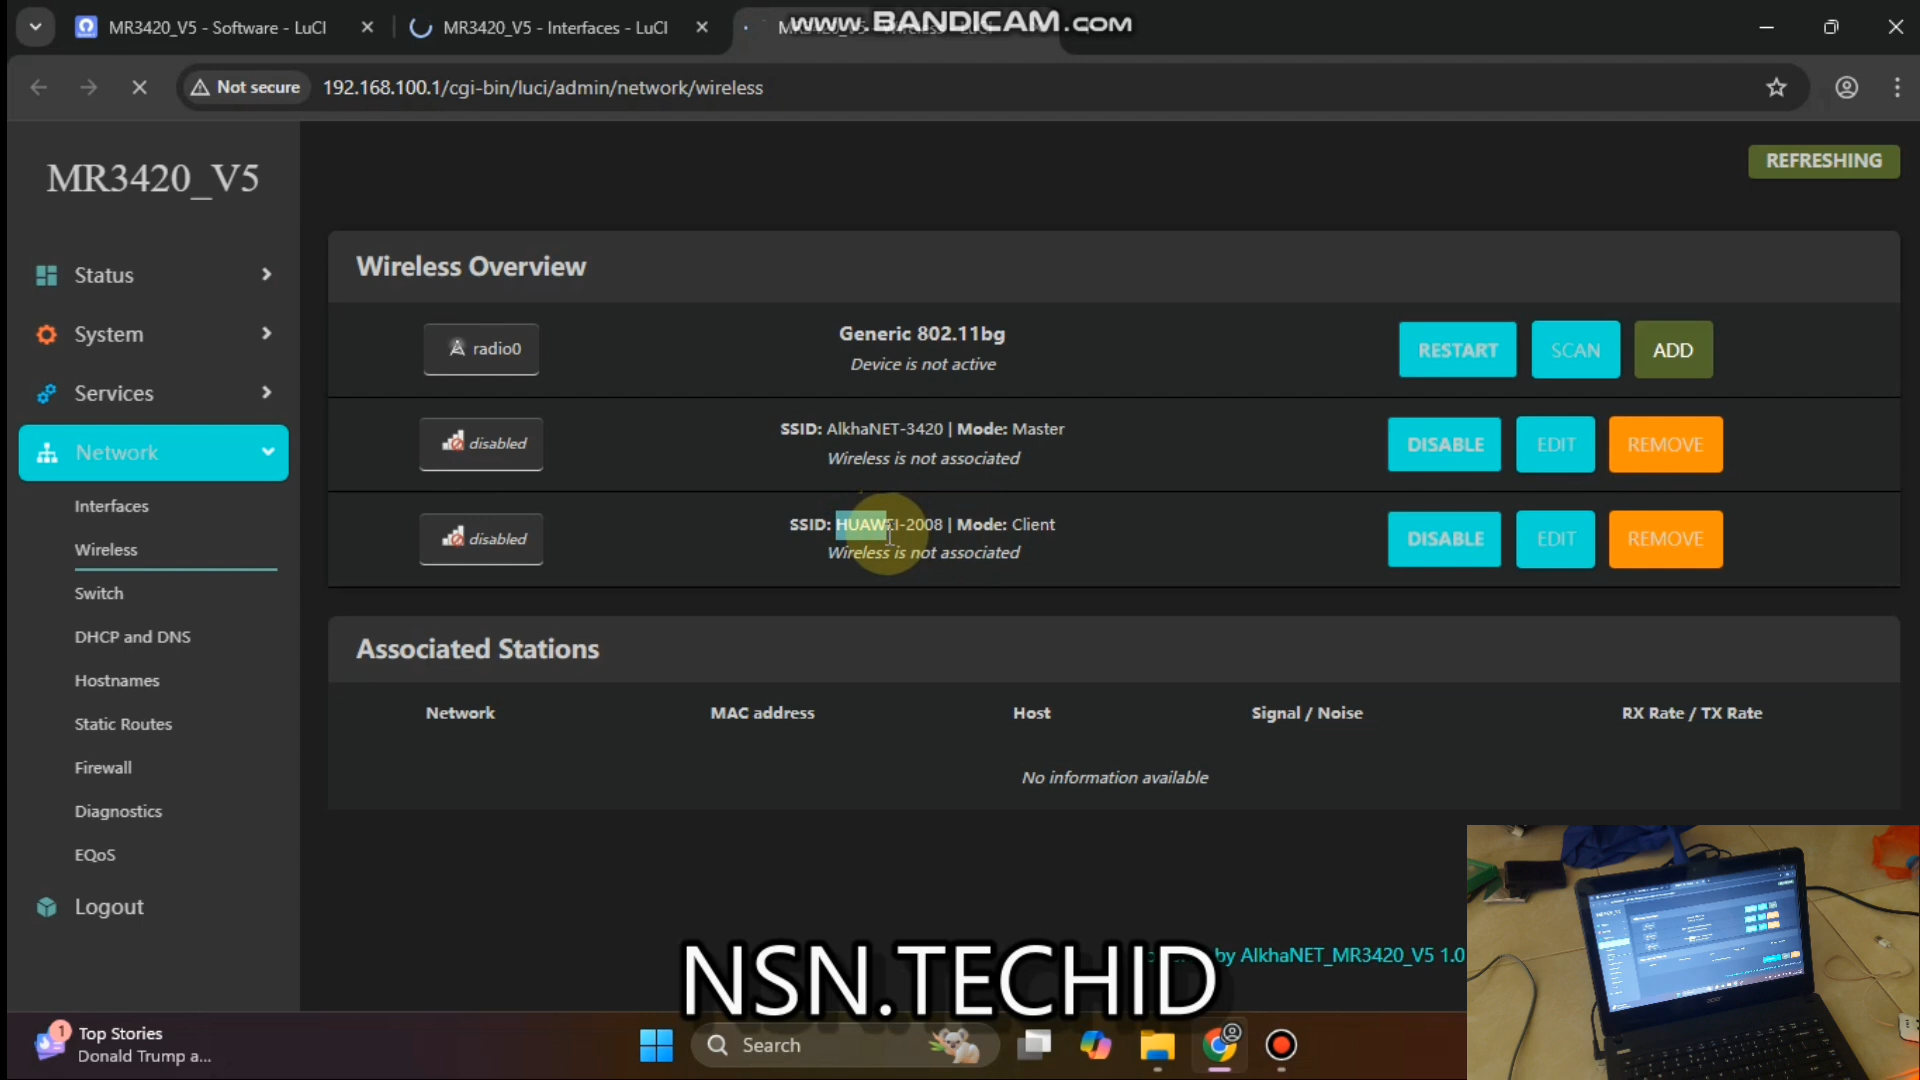 MR3420_V5 - Software - LuCI
MR3420_V5 - Interfaces - LuCI
www.BANDICAM.COM
Not secure
192.168.100.1/cgi-bin/luci/admin/network/wireless
MR3420_V5
REFRESHING
Status
System
Services
Network
Interfaces
Wireless
Switch
DHCP and DNS
Hostnames
Static Routes
Firewall
Diagnostics
EQoS
Logout
Wireless Overview
radio0
Generic 802.11bg
Device is not active
RESTART
SCAN
ADD
disabled
SSID: AlkhaNET-3420 | Mode: Master
Wireless is not associated
DISABLE
EDIT
REMOVE
disabled
SSID: HUAWEI-2008 | Mode: Client
Wireless is not associated
DISABLE
EDIT
REMOVE
Associated Stations
Network
MAC address
Host
Signal / Noise
RX Rate / TX Rate
No information available
by AlkhaNET_MR3420_V5 1.0
NSN.TECHID
1
Top Stories
Donald Trump a...
Search